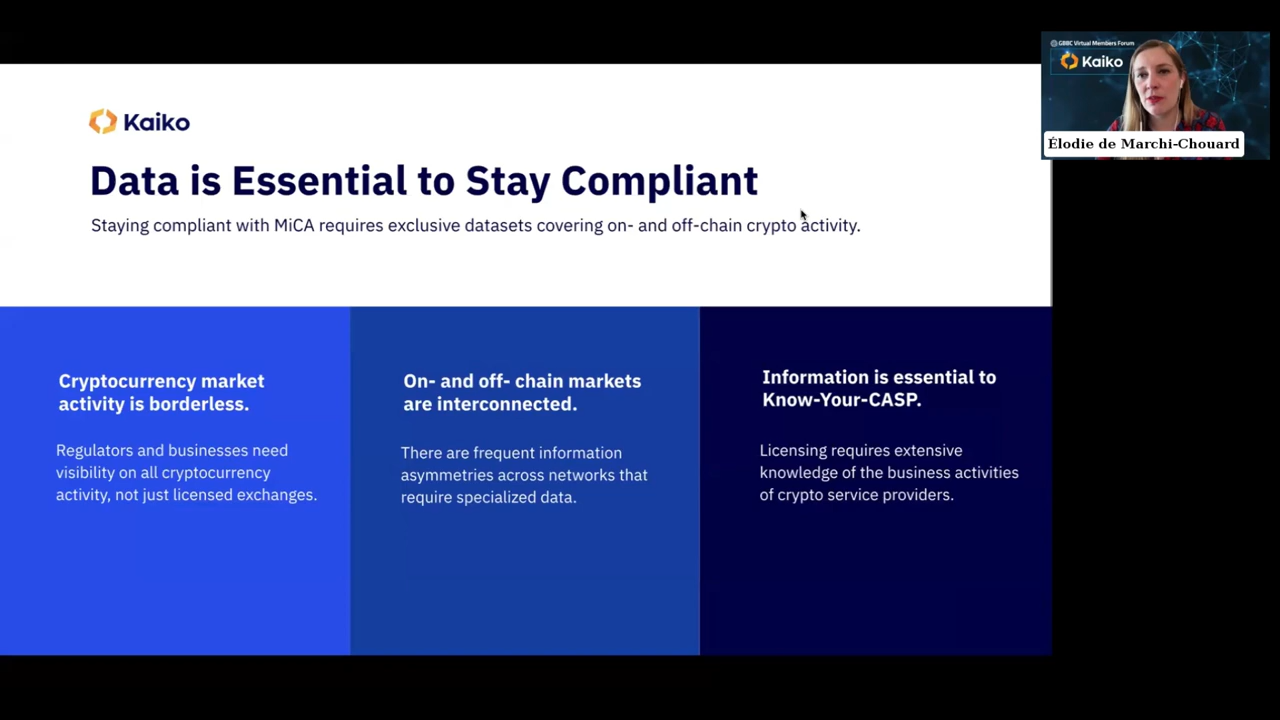 Kaiko
Data is Essential to Stay Compliant
Staying compliant with MiCA requires exclusive datasets covering on- and off-chain crypto activity.
Cryptocurrency market
activity is borderless.
Regulators and businesses need
visibility on all cryptocurrency
activity, not just licensed exchanges.
On- and off- chain markets
are interconnected.
There are frequent information
asymmetries across networks that
require specialized data.
Information is essential to
Know-Your-CASP.
Licensing requires extensive
knowledge of the business activities
of crypto service providers.
GBBC Virtual Members Forum
Kaiko
Élodie de Marchi-Chouard